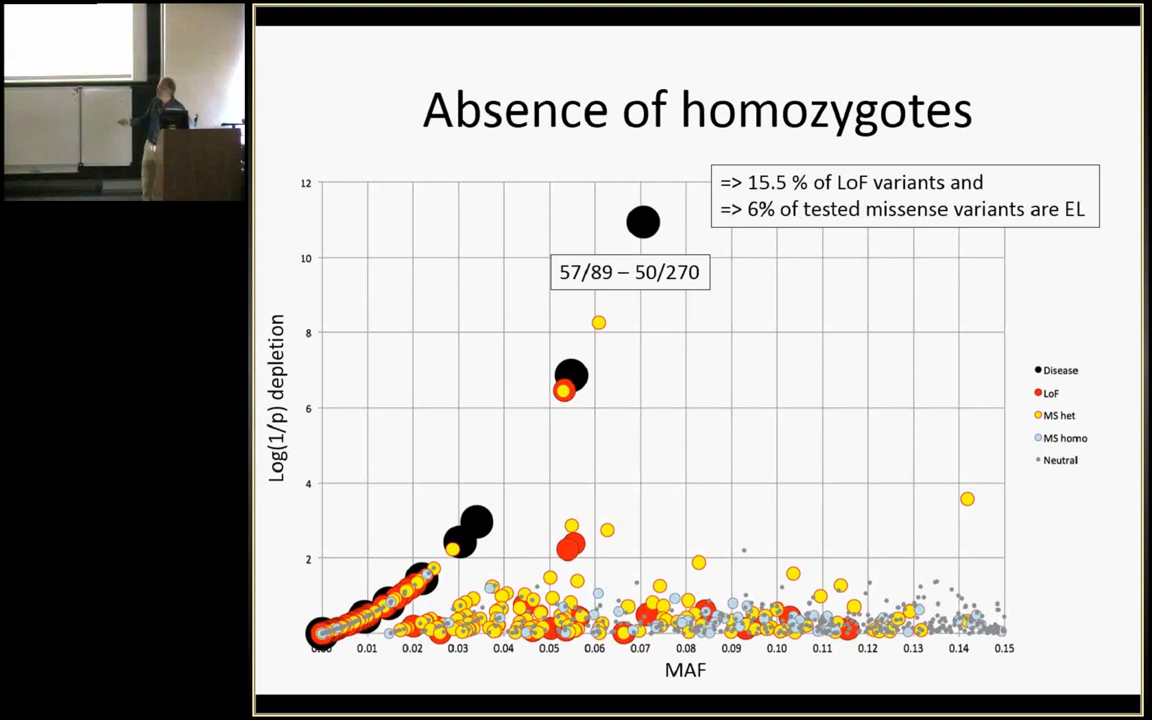 Absence of homozygotes
=> 15.5 % of LoF variants and
=> 6% of tested missense variants are EL
57/89 – 50/270
Log(1/p) depletion
12
10
8
6
4
2
0.00 0.01 0.02 0.03 0.04 0.05 0.06 0.07 0.08 0.09 0.10 0.11 0.12 0.13 0.14 0.15
MAF
Disease
LoF
MS het
MS homo
Neutral